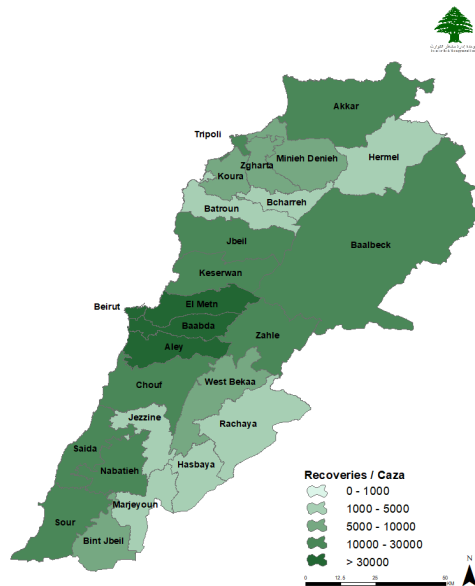 Akkar
Tripoli
Minieh Denieh
Hermel
Zgharta
Koura
Bcharreh
Batroun
Jbeil
Baalbeck
Keserwan
El Metn
Beirut
Baabda
Zahle
Aley
Chouf
West Bekaa
Jezzine
Rachaya
Saida
Nabatieh
Hasbaya
Marjeyoun
Sour
Bint Jbeil
Recoveries / Caza
0 - 1000
1000 - 5000
5000 - 10000
10000 - 30000
> 30000
N
0 12.5 25 50
KM